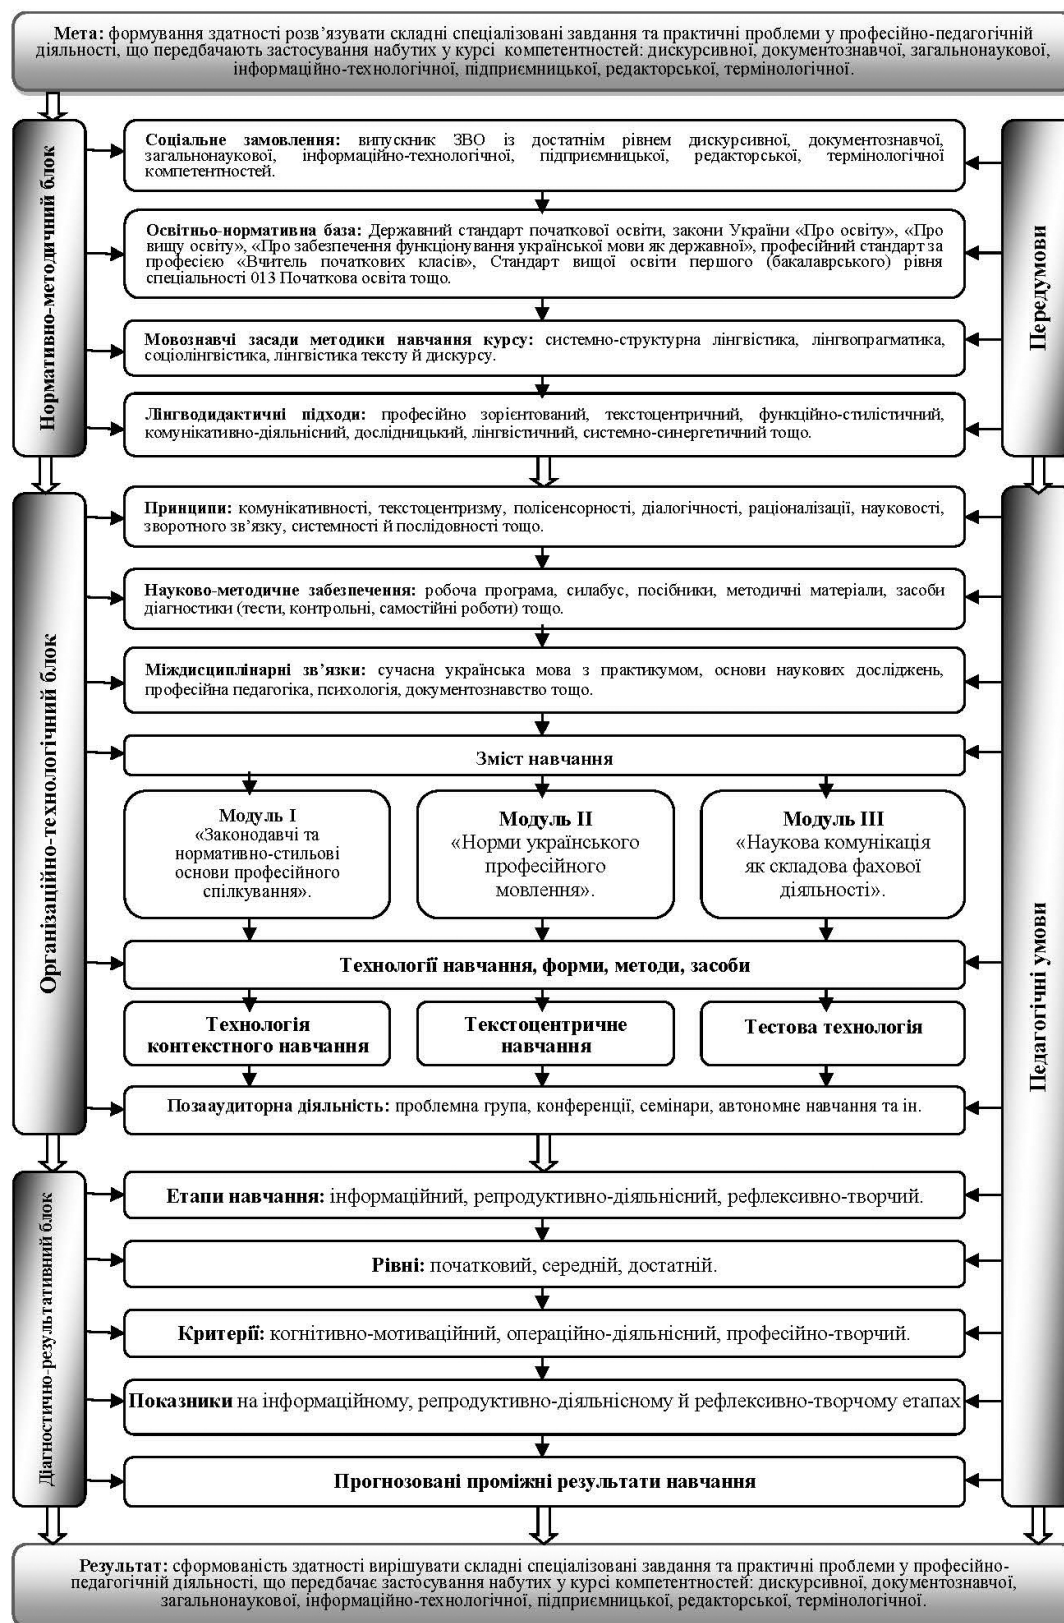 Мета: формування здатності розв’язувати складні спеціалізовані завдання та практичні проблеми у професійно-педагогічній
діяльності, що передбачають застосування набутих у курсі компетентностей: дискурсивної, документознавчої, загальнонаукової,
інформаційно-технологічної, підприємницької, редакторської, термінологічної.
Нормативно-методичний блок
Соціальне замовлення: випускник ЗВО із достатнім рівнем дискурсивної, документознавчої,
загальнонаукової, інформаційно-технологічної, підприємницької, редакторської, термінологічної
компетентностей.
Передумови
Освітньо-нормативна база: Державний стандарт початкової освіти, закони України «Про освіту», «Про
вищу освіту», «Про забезпечення функціонування української мови як державної», професійний стандарт за
професією «Вчитель початкових класів», Стандарт вищої освіти першого (бакалаврського) рівня
спеціальності 013 Початкова освіта тощо.
Мовознавчі засади методики навчання курсу: системно-структурна лінгвістика, лінгвопрагматика,
соціолінгвістика, лінгвістика тексту й дискурсу.
Лінгводидактичні підходи: професійно зорієнтований, текстоцентричний, функційно-стилістичний,
комунікативно-діяльнісний, дослідницький, лінгвістичний, системно-синергетичний тощо.
Організаційно-технологічний блок
Принципи: комунікативності, текстоцентризму, полісенсорності, діалогічності, раціоналізації, науковості,
зворотного зв’язку, системності й послідовності тощо.
Педагогічні умови
Науково-методичне забезпечення: робоча програма, силабус, посібники, методичні матеріали, засоби
діагностики (тести, контрольні, самостійні роботи) тощо.
Міждисциплінарні зв’язки: сучасна українська мова з практикумом, основи наукових досліджень,
професійна педагогіка, психологія, документознавство тощо.
Зміст навчання
Модуль І
«Законодавчі та
нормативно-стильові
основи професійного
спілкування».
Модуль ІІ
«Норми українського
професійного
мовлення».
Модуль ІІІ
«Наукова комунікація
як складова фахової
діяльності».
Технології навчання, форми, методи, засоби
Технологія
контекстного навчання
Текстоцентричне
навчання
Тестова технологія
Позааудиторна діяльність: проблемна група, конференції, семінари, автономне навчання та ін.
Діагностично-результативний блок
Етапи навчання: інформаційний, репродуктивно-діяльнісний, рефлексивно-творчий.
Рівні: початковий, середній, достатній.
Критерії: когнітивно-мотиваційний, операційно-діяльнісний, професійно-творчий.
Показники на інформаційному, репродуктивно-діяльнісному й рефлексивно-творчому етапах
Прогнозовані проміжні результати навчання
Результат: сформованість здатності вирішувати складні спеціалізовані завдання та практичні проблеми у професійно-
педагогічній діяльності, що передбачає застосування набутих у курсі компетентностей: дискурсивної, документознавчої,
загальнонаукової, інформаційно-технологічної, підприємницької, редакторської, термінологічної.